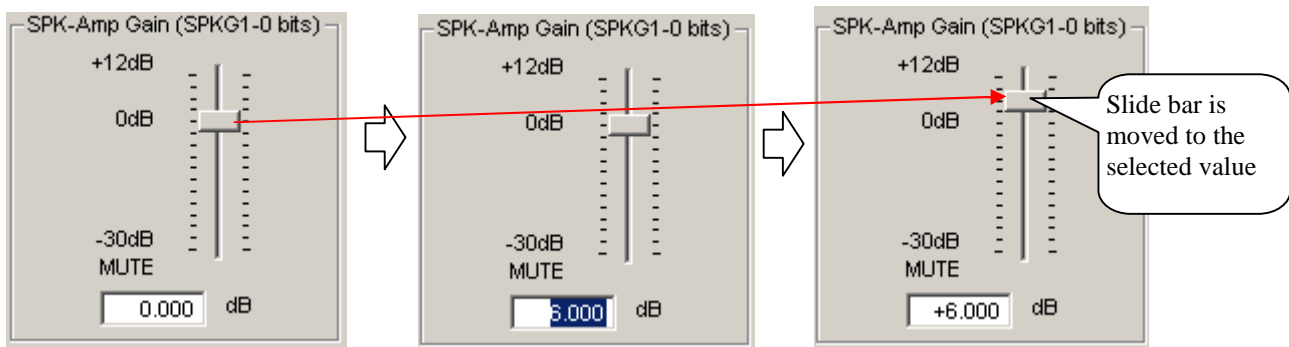 SPK-Amp Gain (SPKG1-0 bits)
+12dB
0dB
-30dB
MUTE
0.000 dB
SPK-Amp Gain (SPKG1-0 bits)
+12dB
0dB
-30dB
MUTE
6.000 dB
SPK-Amp Gain (SPKG1-0 bits)
+12dB
0dB
-30dB
MUTE
+6.000 dB
Slide bar is
moved to the
selected value